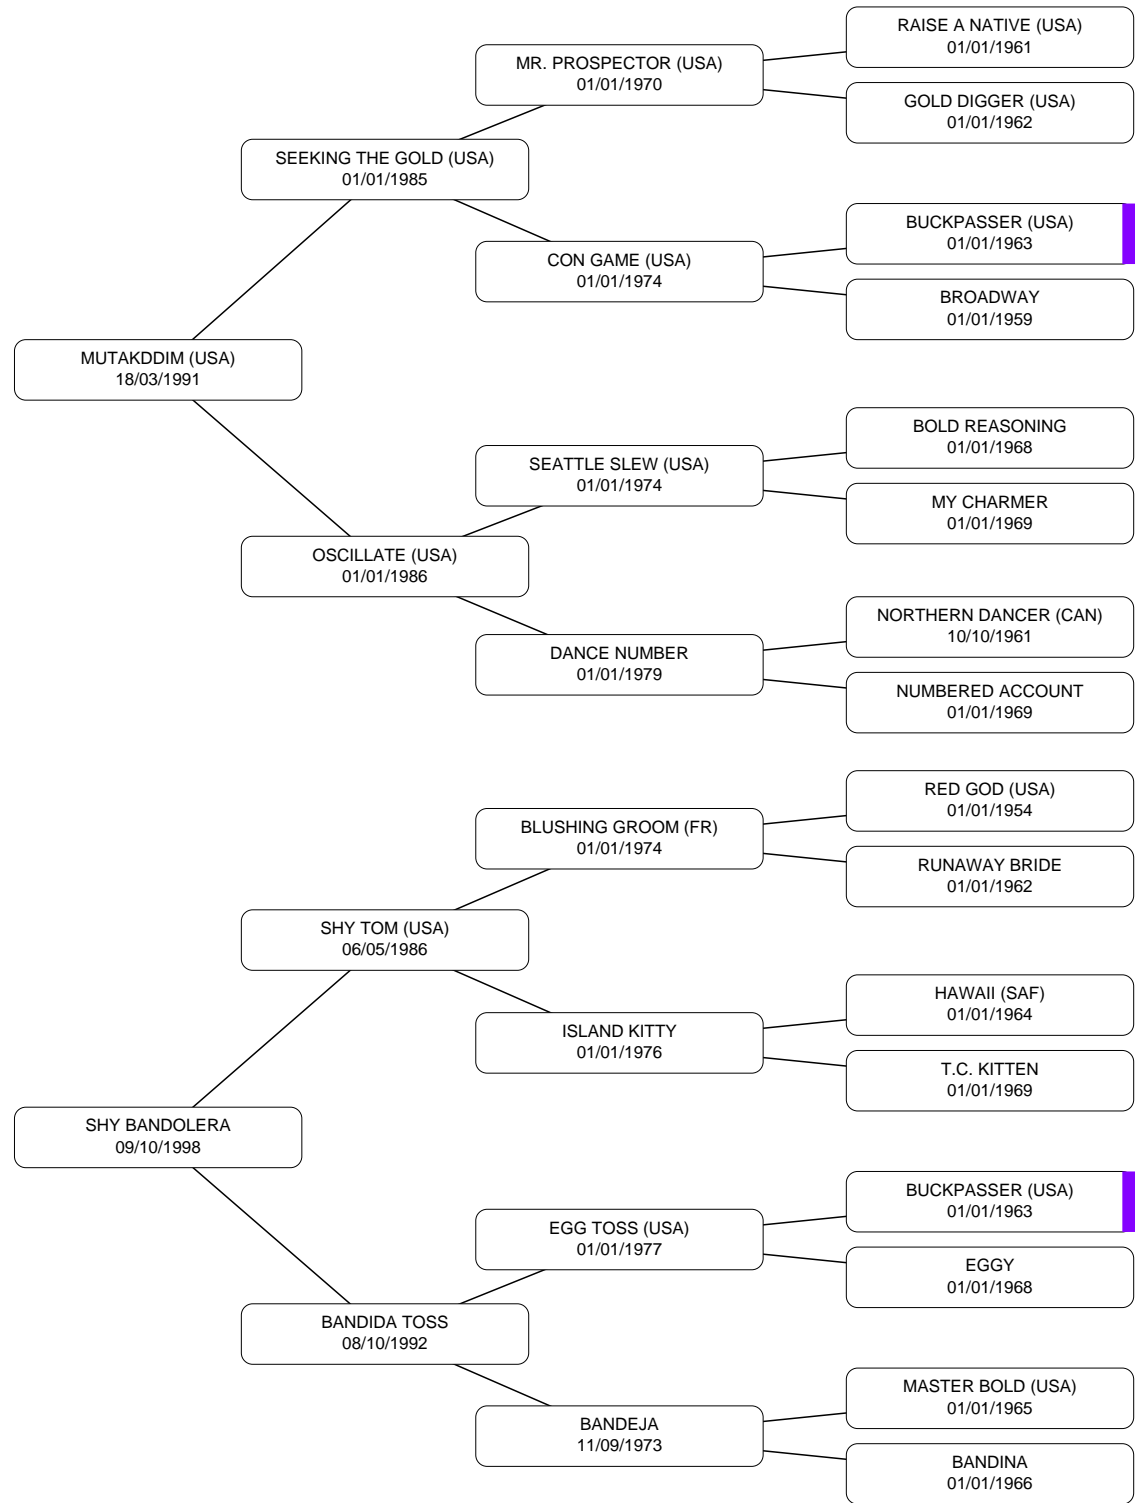 RAISE A NATIVE (USA)
01/01/1961
MR. PROSPECTOR (USA)
01/01/1970
GOLD DIGGER (USA)
01/01/1962
SEEKING THE GOLD (USA)
01/01/1985
BUCKPASSER (USA)
01/01/1963
CON GAME (USA)
01/01/1974
BROADWAY
01/01/1959
MUTAKDDIM (USA)
18/03/1991
BOLD REASONING
01/01/1968
SEATTLE SLEW (USA)
01/01/1974
MY CHARMER
01/01/1969
OSCILLATE (USA)
01/01/1986
NORTHERN DANCER (CAN)
10/10/1961
DANCE NUMBER
01/01/1979
NUMBERED ACCOUNT
01/01/1969
RED GOD (USA)
01/01/1954
BLUSHING GROOM (FR)
01/01/1974
RUNAWAY BRIDE
01/01/1962
SHY TOM (USA)
06/05/1986
HAWAII (SAF)
01/01/1964
ISLAND KITTY
01/01/1976
T.C. KITTEN
01/01/1969
SHY BANDOLERA
09/10/1998
BUCKPASSER (USA)
01/01/1963
EGG TOSS (USA)
01/01/1977
EGGY
01/01/1968
BANDIDA TOSS
08/10/1992
MASTER BOLD (USA)
01/01/1965
BANDEJA
11/09/1973
BANDINA
01/01/1966